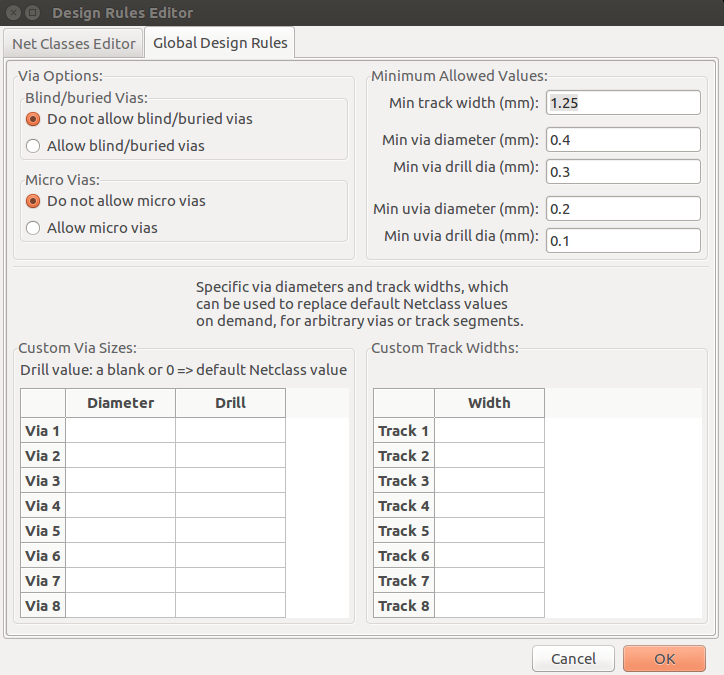 Design Rules Editor
Net Classes Editor
Global Design Rules
Via Options:
Blind/buried Vias:
Do not allow blind/buried vias
Allow blind/buried vias
Micro Vias:
Do not allow micro vias
Allow micro vias
Minimum Allowed Values:
Min track width (mm): 1.25
Min via diameter (mm): 0.4
Min via drill dia (mm): 0.3
Min uvia diameter (mm): 0.2
Min uvia drill dia (mm): 0.1
Specific via diameters and track widths, which
can be used to replace default Netclass values
on demand, for arbitrary vias or track segments.
Custom Via Sizes:
Drill value: a blank or 0 => default Netclass value
Diameter Drill
Via 1
Via 2
Via 3
Via 4
Via 5
Via 6
Via 7
Via 8
Custom Track Widths:
Width
Track 1
Track 2
Track 3
Track 4
Track 5
Track 6
Track 7
Track 8
Cancel
OK